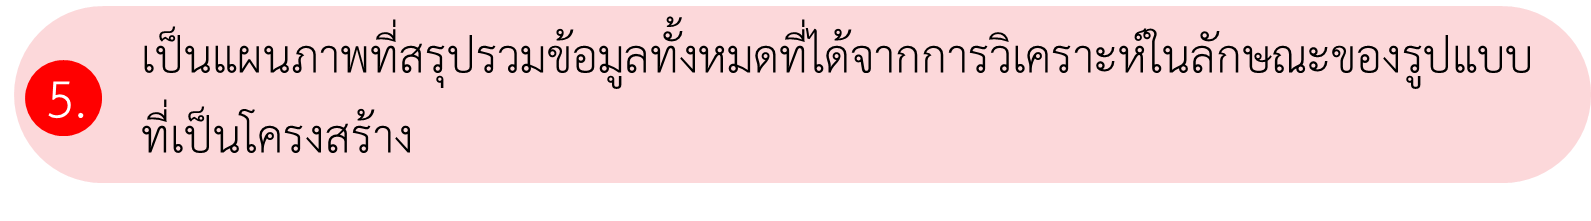 5. เป็นแผนภาพที่สรุปรวมข้อมูลทั้งหมดที่ได้จากการวิเคราะห์ในลักษณะของรูปแบบ
ที่เป็นโครงสร้าง